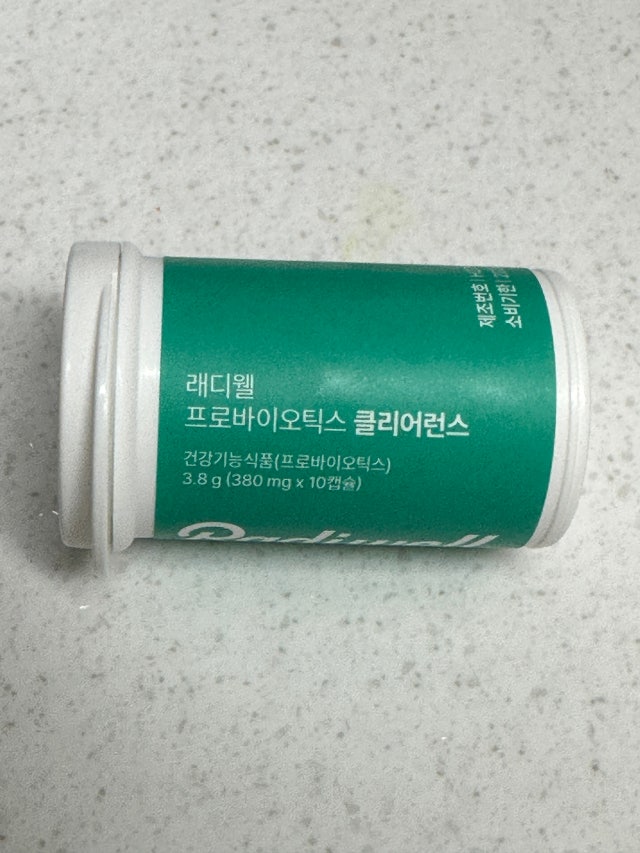 래디웰
프로바이오틱스 클리어런스
건강기능식품(프로바이오틱스)
3.8 g (380 mg x 10캡슐)
Radiwell
제조번호 |
소비기한 |